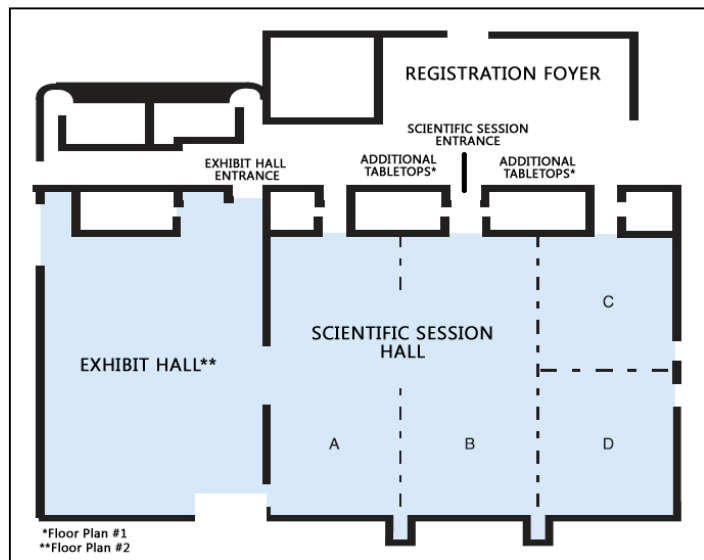 REGISTRATION FOYER
SCIENTIFIC SESSION
ENTRANCE
EXHIBIT HALL
ENTRANCE
ADDITIONAL
TABLETOPS*
ADDITIONAL
TABLETOPS*
C
SCIENTIFIC SESSION
HALL
EXHIBIT HALL**
A
B
D
*Floor Plan #1
**Floor Plan #2